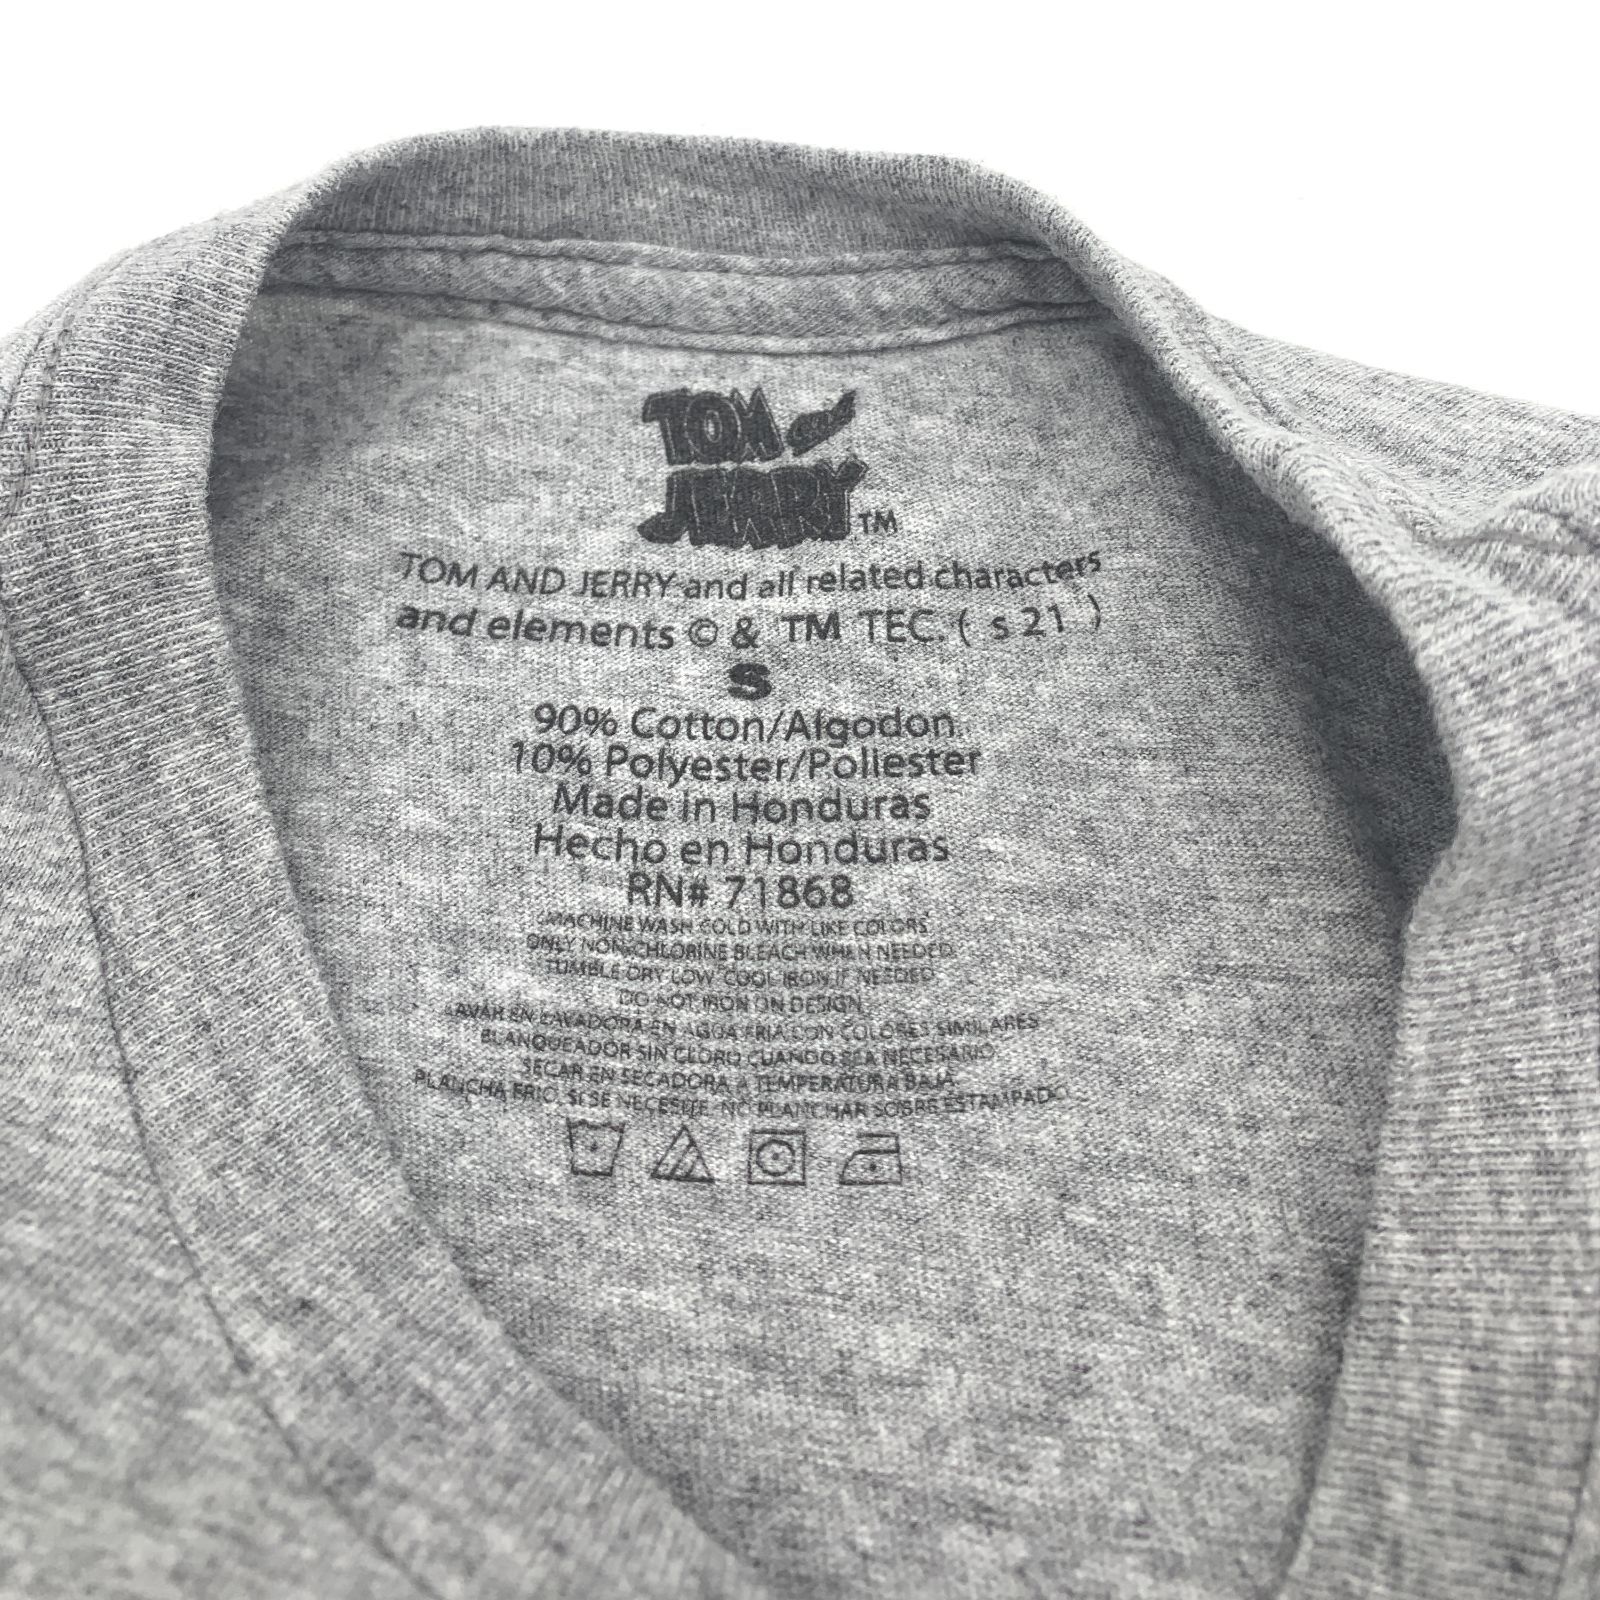 TOM and
JERRY TM
TOM AND JERRY and all related characters
and elements © & TM TEC. ( s 21 )
S
90% Cotton/Algodon
10% Polyester/Poliester
Made in Honduras
Hecho en Honduras
RN# 71868
MACHINE WASH COLD WITH LIKE COLORS
ONLY NON-CHLORINE BLEACH WHEN NEEDED
TUMBLE DRY LOW COOL IRON IF NEEDED
DO NOT IRON ON DESIGN
LAVAR EN LAVADORA EN AGUA FRIA CON COLORES SIMILARES
BLANQUEADOR SIN CLORO CUANDO SEA NECESARIO
SECAR EN SECADORA A TEMPERATURA BAJA
PLANCHA FRIO. SI SE NECESITE NO PLANCHAR SOBRE ESTAMPADO